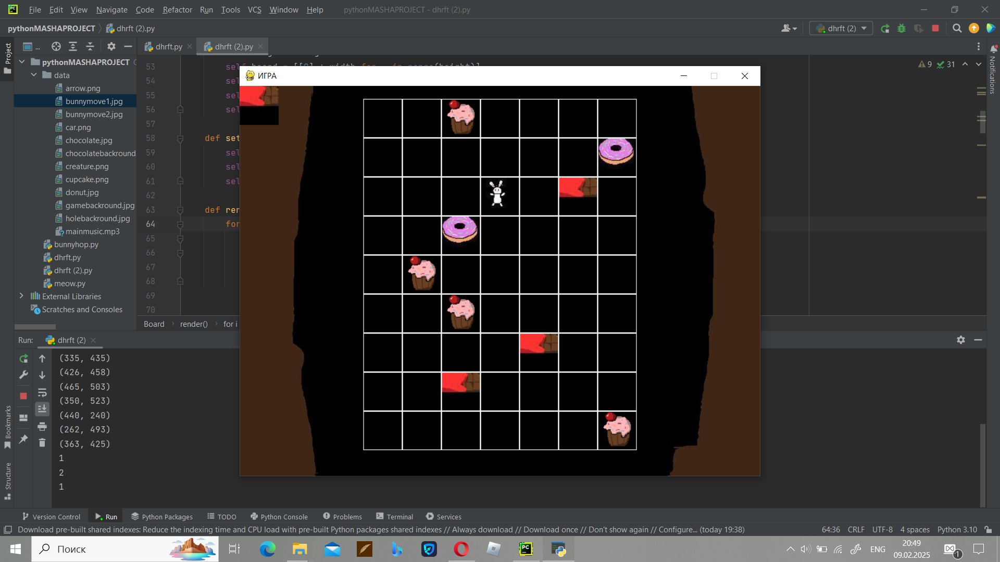 File Edit View Navigate Code Refactor Run Tools VCS Window Help pythonMASHAPROJECT - dhrft (2).py
pythonMASHAPROJECT dhrft (2).py dhrft (2)
Project ... dhrft.py dhrft (2).py
pythonMASHAPROJECT
data
arrow.png
bunnymove1.jpg
bunnymove2.jpg
car.png
chocolate.jpg
chocolatebackround
creature.png
cupcake.png
donut.jpg
gamebackround.jpg
holebackround.jpg
mainmusic.mp3
bunnyhop.py
dhrft.py
dhrft (2).py
meow.py
External Libraries
Scratches and Consoles
53 self.board = [[0] * width for _ in range(height)]
54 sel
55 sel
56 sel
57
58 def set
59 sel
60 sel
61 sel
62
63 def ren
64 for
65
66
67
68
69
70
9 31
Notifications
Board render() for i
ИГРА
Run: dhrft (2)
(335, 435)
(426, 458)
(465, 503)
(350, 523)
(440, 240)
(262, 493)
(363, 425)
1
2
1
Bookmarks
Structure
Version Control Run Python Packages TODO Python Console Problems Terminal Services
Download pre-built shared indexes: Reduce the indexing time and CPU load with pre-built Python packages shared indexes // Always download // Download once // Don't show again // Configure... (today 19:38) 64:36 CRLF UTF-8 4 spaces Python 3.10
Поиск ENG 20:49
09.02.2025 1